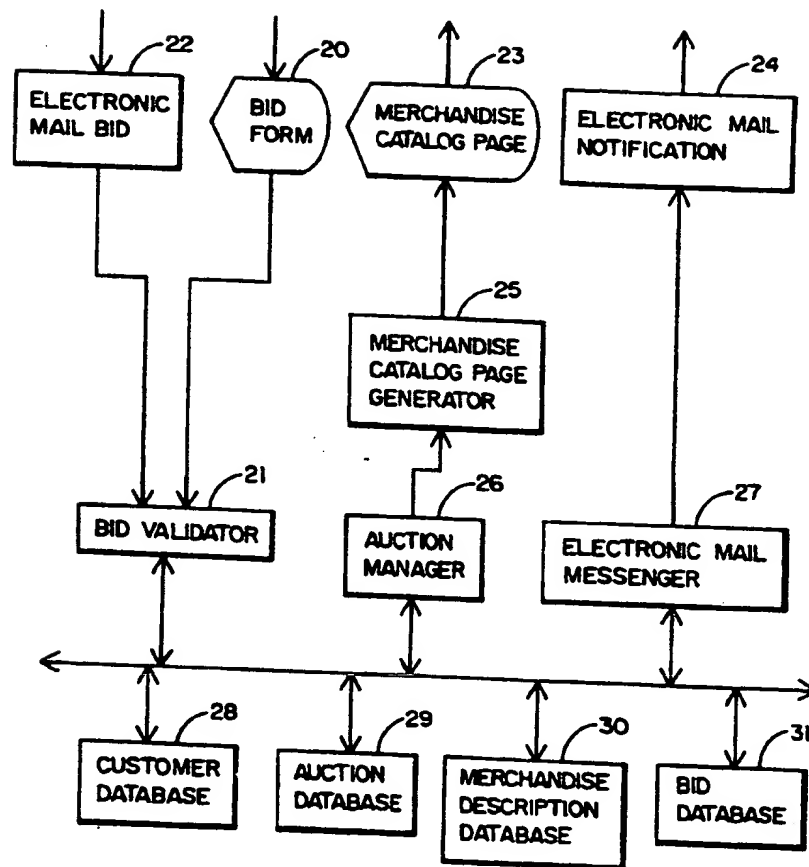 22
20
23
24
ELECTRONIC
MAIL BID
BID
FORM
MERCHANDISE
CATALOG PAGE
ELECTRONIC MAIL
NOTIFICATION
25
MERCHANDISE
CATALOG PAGE
GENERATOR
21
26
27
BID VALIDATOR
AUCTION
MANAGER
ELECTRONIC MAIL
MESSENGER
28
29
30
31
CUSTOMER
DATABASE
AUCTION
DATABASE
MERCHANDISE
DESCRIPTION
DATABASE
BID
DATABASE